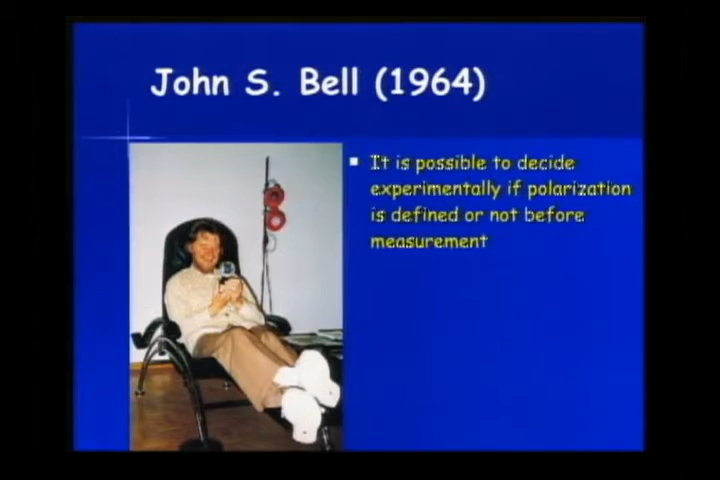 John S. Bell (1964)
It is possible to decide
experimentally if polarization
is defined or not before
measurement